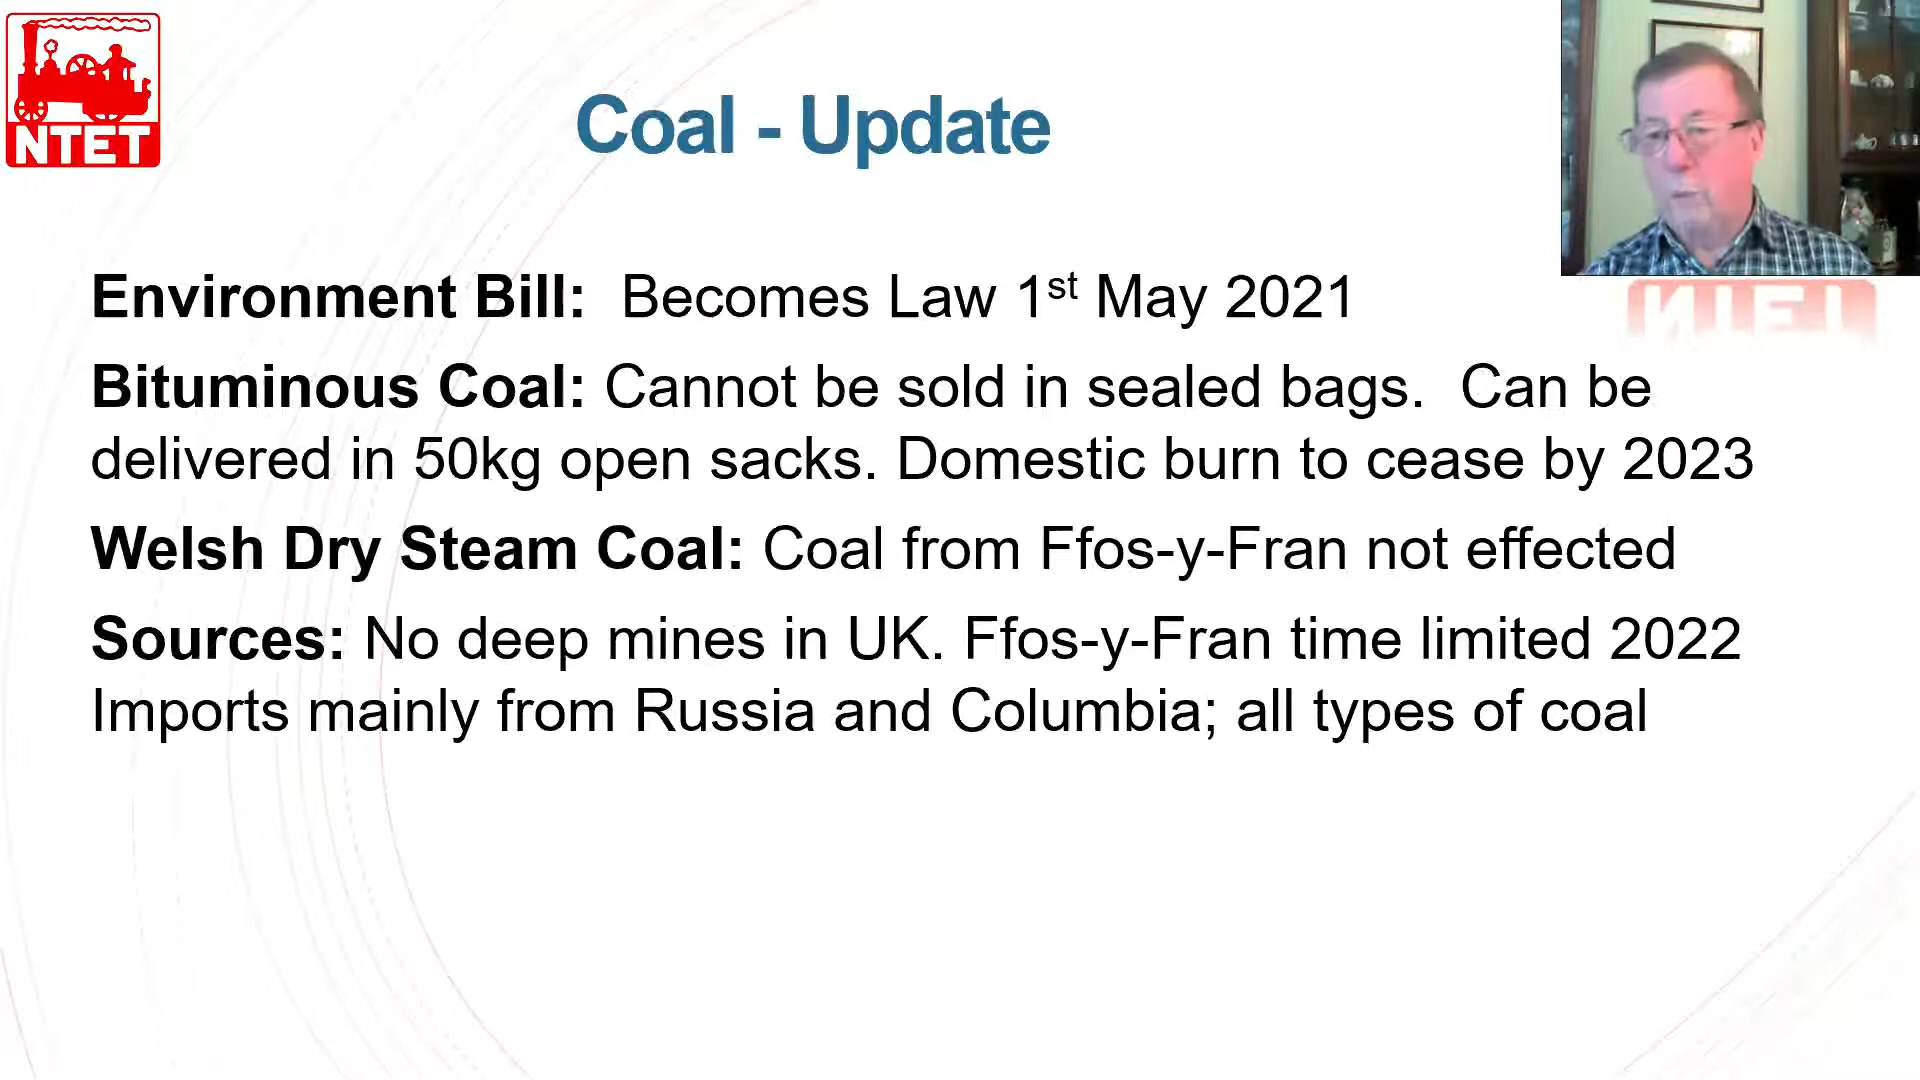 NTET
Coal - Update
Environment Bill: Becomes Law 1st May 2021
Bituminous Coal: Cannot be sold in sealed bags. Can be
delivered in 50kg open sacks. Domestic burn to cease by 2023
Welsh Dry Steam Coal: Coal from Ffos-y-Fran not effected
Sources: No deep mines in UK. Ffos-y-Fran time limited 2022
Imports mainly from Russia and Columbia; all types of coal